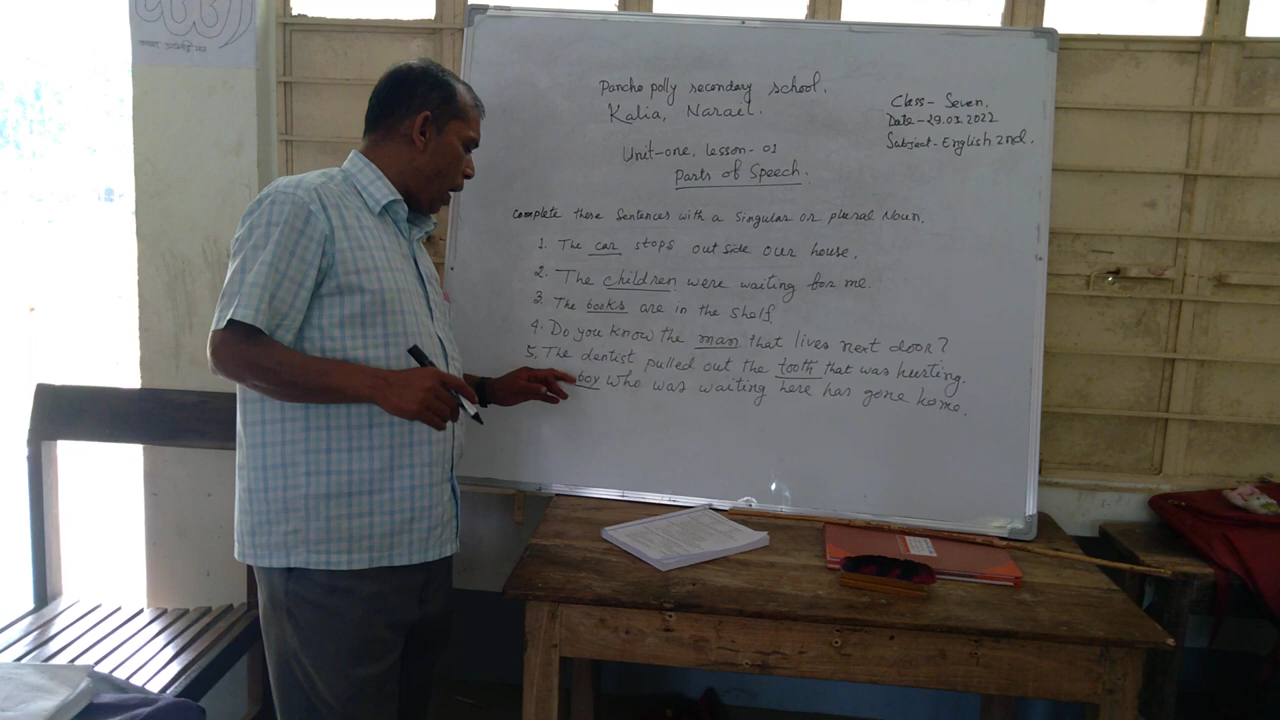 Pancho polly secondary school.
Kalia, Narail.
Class- Seven.
Date-29.03.2022
Subject-English 2nd.
Unit-one, lesson-01
Parts of Speech.
Complete these Sentences with a singular or plural Noun.
1. The car stops out side our house.
2. The children were waiting for me.
3. The books are in the shelf.
4. Do you know the man that lives next door?
5. The dentist pulled out the tooth that was hurting.
boy who was waiting here has gone home.